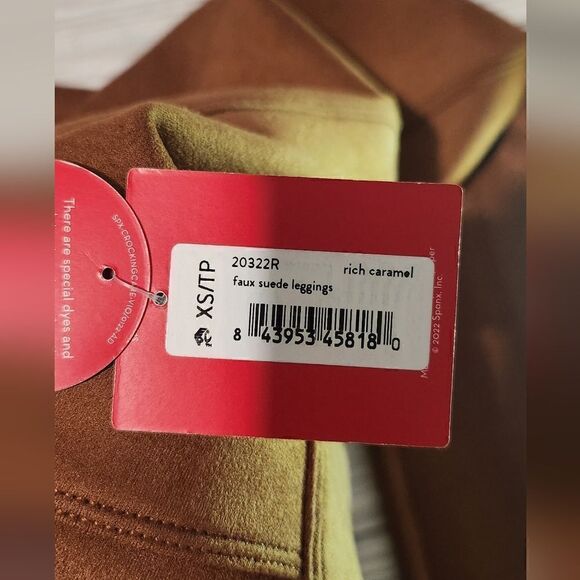 There are special dyes and
XS/TP
20322R rich caramel
faux suede leggings
8 43953 45818 0
© 2022 Spanx, Inc.